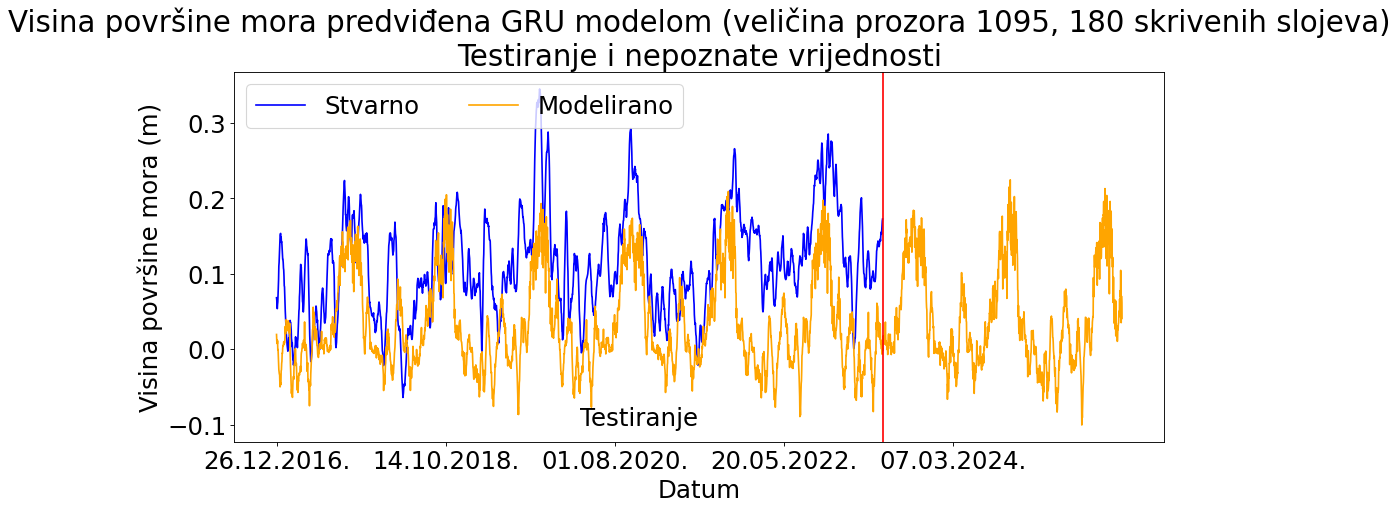 Visina površine mora predviđena GRU modelom (veličina prozora 1095, 180 skrivenih slojeva)
Testiranje i nepoznate vrijednosti
Stvarno
Modelirano
Visina površine mora (m)
0.3
0.2
0.1
0.0
−0.1
Testiranje
26.12.2016.
14.10.2018.
01.08.2020.
20.05.2022.
07.03.2024.
Datum